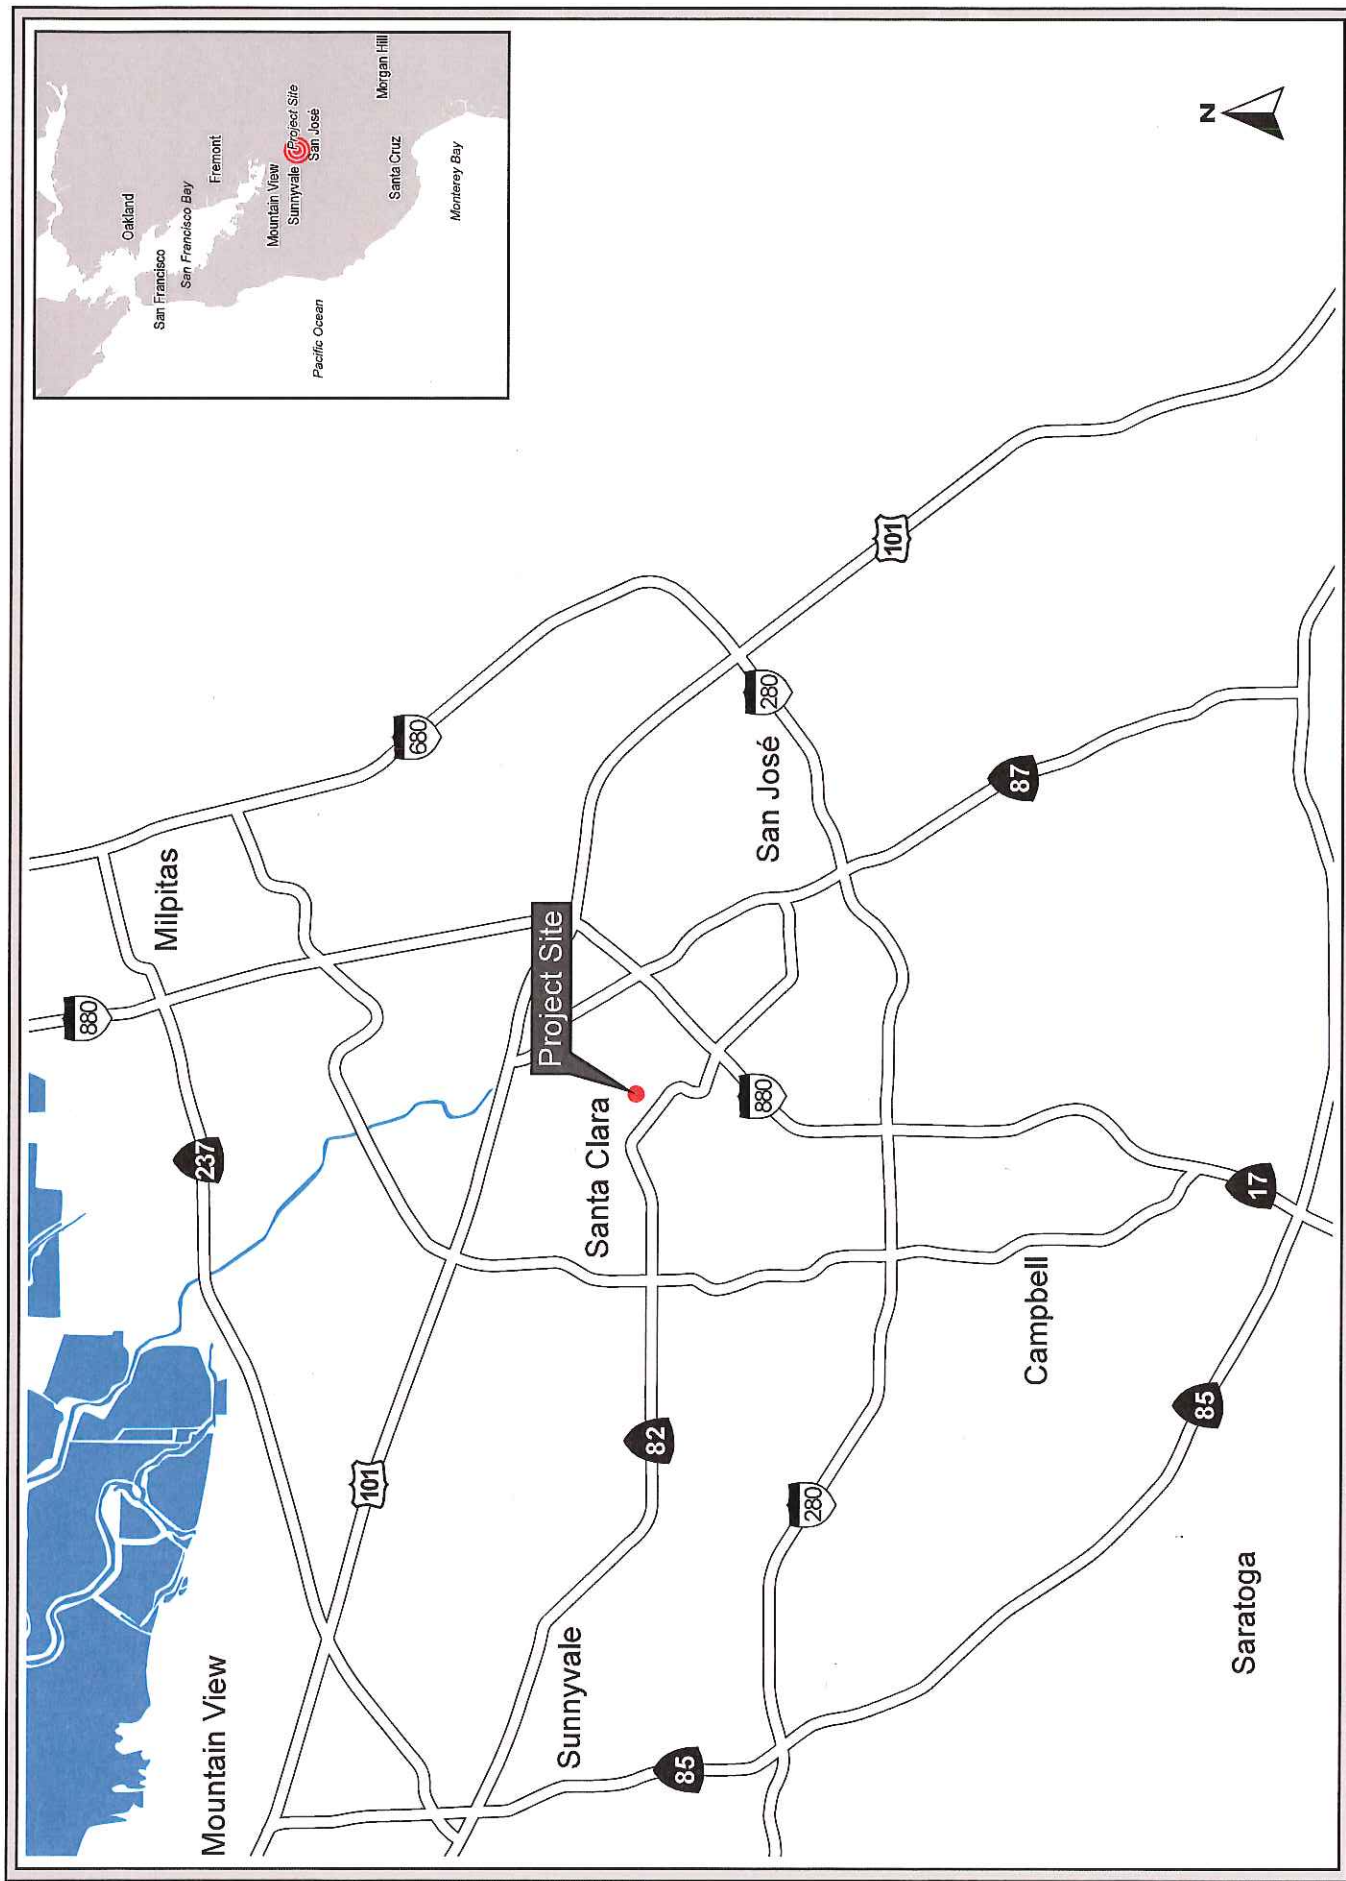 Mountain View
Milpitas
Sunnyvale
Santa Clara
San José
Campbell
Saratoga
Project Site
237
880
680
101
82
85
280
880
280
101
87
85
17
N
San Francisco
Oakland
San Francisco Bay
Fremont
Pacific Ocean
Mountain View
Sunnyvale
Project Site
San José
Santa Cruz
Morgan Hill
Monterey Bay